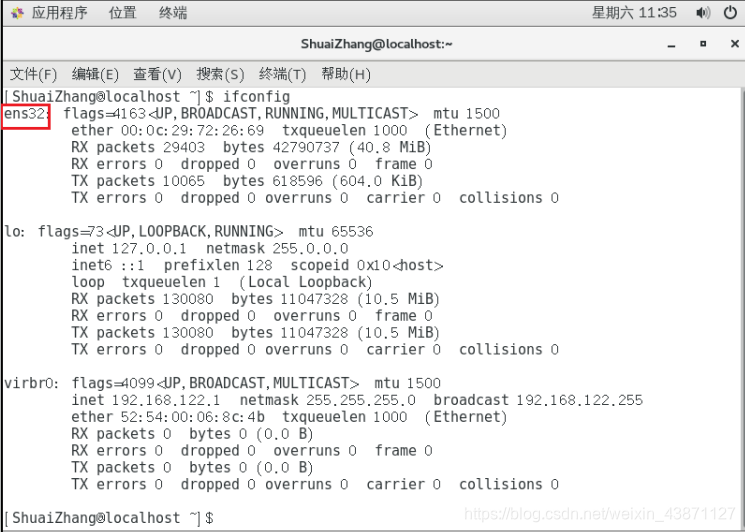 应用程序 位置 终端 星期六 11:35
ShuaiZhang@localhost:~
文件(F) 编辑(E) 查看(V) 搜索(S) 终端(T) 帮助(H)
[ShuaiZhang@localhost ~]$ ifconfig
ens32: flags=4163<UP,BROADCAST,RUNNING,MULTICAST>  mtu 1500
        ether 00:0c:29:72:26:69  txqueuelen 1000  (Ethernet)
        RX packets 29403  bytes 42790737 (40.8 MiB)
        RX errors 0  dropped 0  overruns 0  frame 0
        TX packets 10065  bytes 618596 (604.0 KiB)
        TX errors 0  dropped 0 overruns 0  carrier 0  collisions 0
lo: flags=73<UP,LOOPBACK,RUNNING>  mtu 65536
        inet 127.0.0.1  netmask 255.0.0.0
        inet6 ::1  prefixlen 128  scopeid 0x10<host>
        loop  txqueuelen 1  (Local Loopback)
        RX packets 130080  bytes 11047328 (10.5 MiB)
        RX errors 0  dropped 0  overruns 0  frame 0
        TX packets 130080  bytes 11047328 (10.5 MiB)
        TX errors 0  dropped 0 overruns 0  carrier 0  collisions 0
virbr0: flags=4099<UP,BROADCAST,MULTICAST>  mtu 1500
        inet 192.168.122.1  netmask 255.255.255.0  broadcast 192.168.122.255
        ether 52:54:00:06:8c:4b  txqueuelen 1000  (Ethernet)
        RX packets 0  bytes 0 (0.0 B)
        RX errors 0  dropped 0  overruns 0  frame 0
        TX packets 0  bytes 0 (0.0 B)
        TX errors 0  dropped 0 overruns 0  carrier 0  collisions 0
[ShuaiZhang@localhost ~]$
https://blog.csdn.net/weixin_43871127